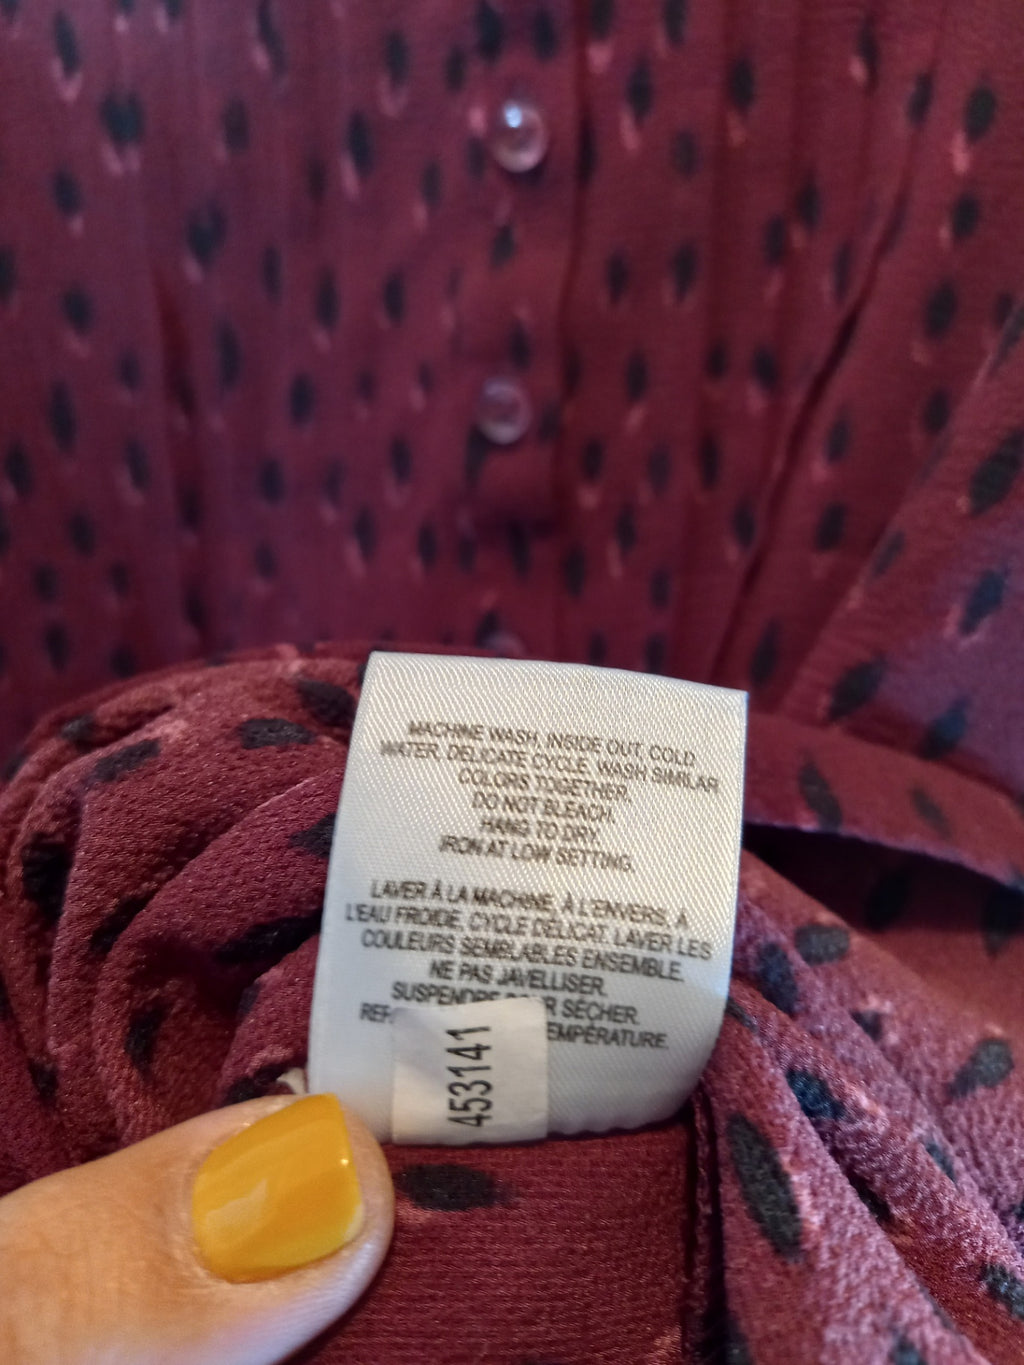 MACHINE WASH, INSIDE OUT, COLD
WATER, DELICATE CYCLE, WASH SIMILAR
COLORS TOGETHER.
DO NOT BLEACH.
HANG TO DRY.
IRON AT LOW SETTING.
LAVER À LA MACHINE, À L'ENVERS, À
L'EAU FROIDE, CYCLE DÉLICAT. LAVER LES
COULEURS SEMBLABLES ENSEMBLE.
NE PAS JAVELLISER.
SUSPENDRE SÉCHER.
453141